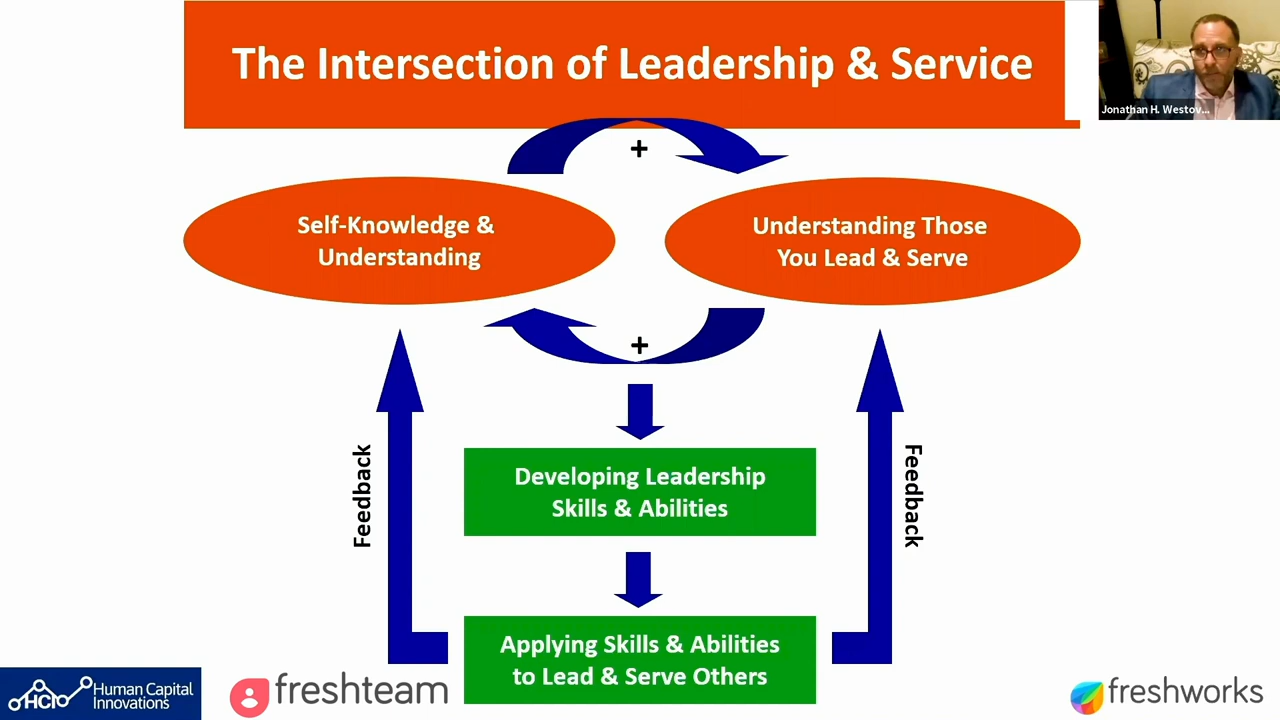 The Intersection of Leadership & Service
Jonathan H. Westov...
+
Self-Knowledge &
Understanding
Understanding Those
You Lead & Serve
+
Feedback
Feedback
Developing Leadership
Skills & Abilities
Applying Skills & Abilities
to Lead & Serve Others
HCI
Human Capital
Innovations
freshteam
freshworks